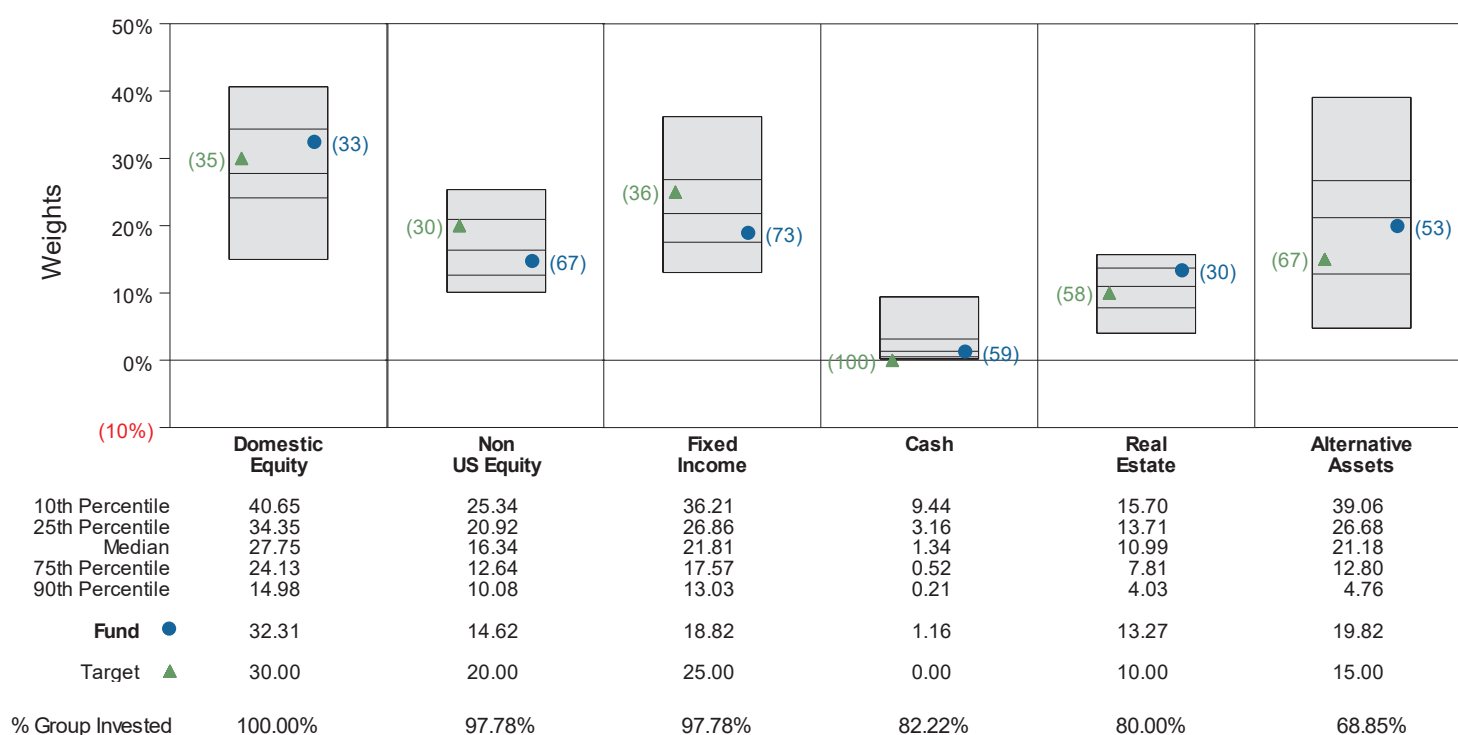 50%
40%
30%
20%
10%
0%
(10%)
Weights
(35) (33)
(30) (67)
(36) (73)
(100) (59)
(58) (30)
(67) (53)
Domestic Equity Non US Equity Fixed Income Cash Real Estate Alternative Assets
10th Percentile 40.65 25.34 36.21 9.44 15.70 39.06
25th Percentile 34.35 20.92 26.86 3.16 13.71 26.68
Median 27.75 16.34 21.81 1.34 10.99 21.18
75th Percentile 24.13 12.64 17.57 0.52 7.81 12.80
90th Percentile 14.98 10.08 13.03 0.21 4.03 4.76
Fund 32.31 14.62 18.82 1.16 13.27 19.82
Target 30.00 20.00 25.00 0.00 10.00 15.00
% Group Invested 100.00% 97.78% 97.78% 82.22% 80.00% 68.85%